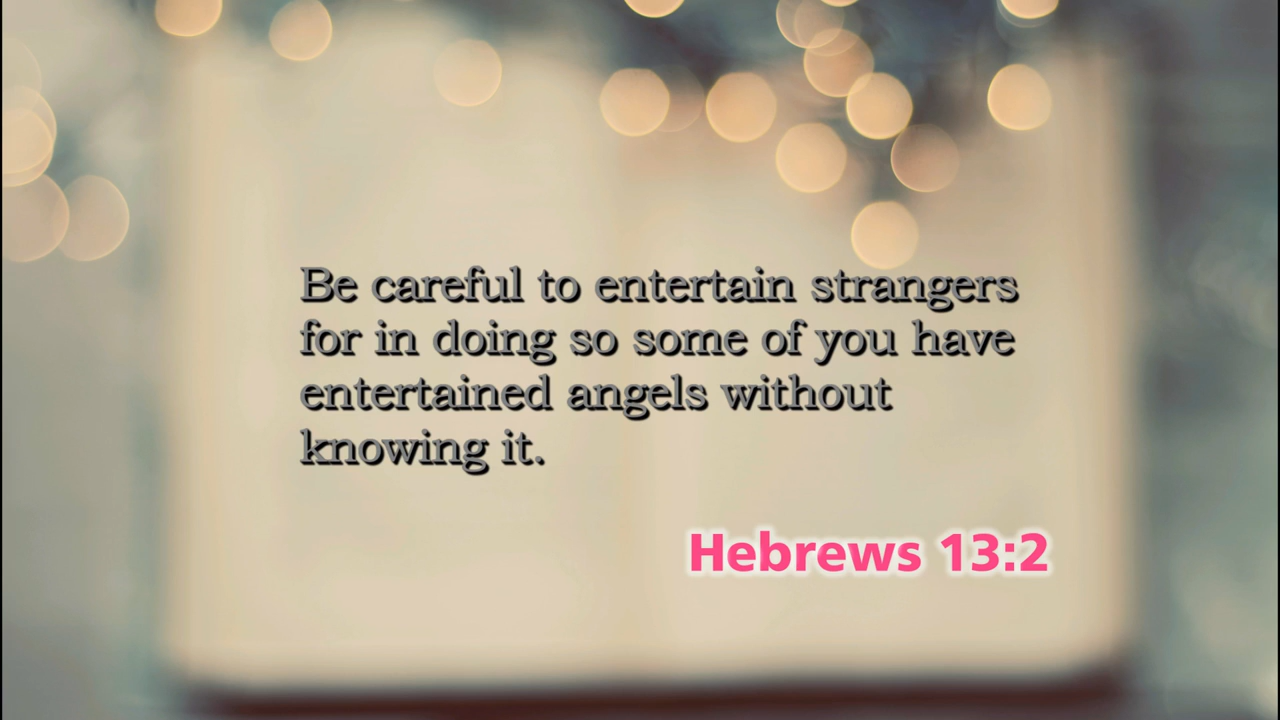 Be careful to entertain strangers
for in doing so some of you have
entertained angels without
knowing it.
Hebrews 13:2